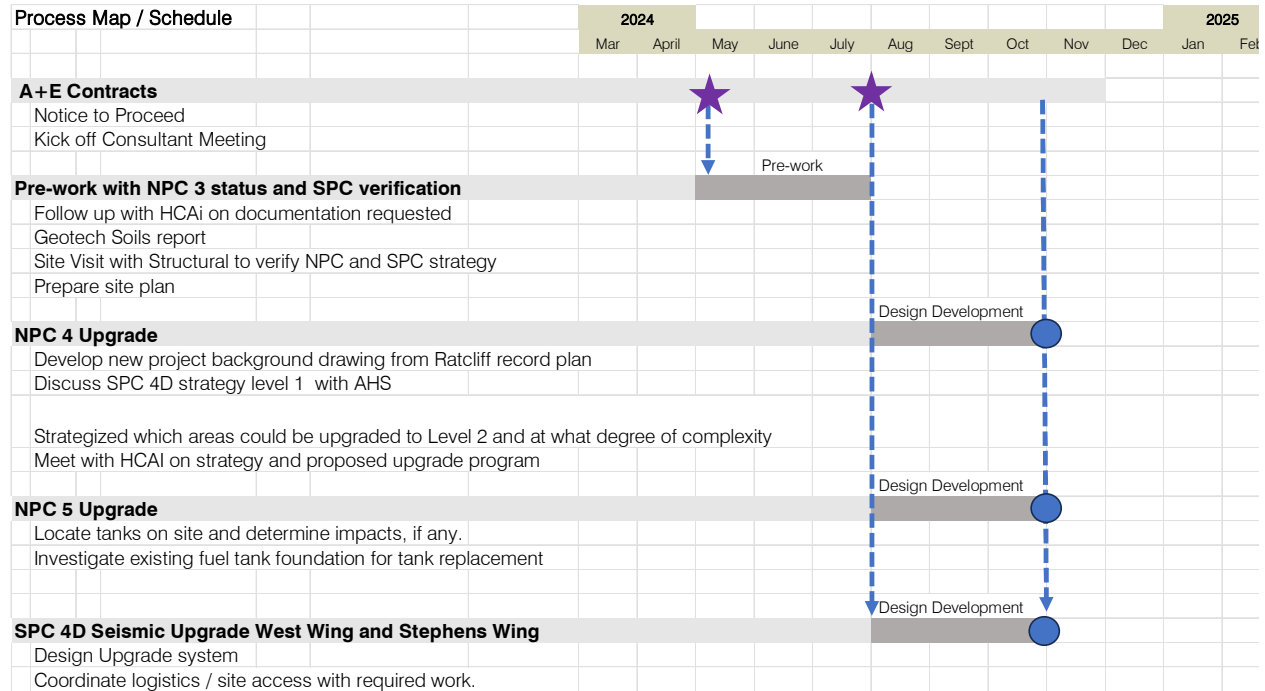 Process Map / Schedule
2024
2025
Mar April May June July Aug Sept Oct Nov Dec Jan Feb
A+E Contracts
Notice to Proceed
Kick off Consultant Meeting
Pre-work
Pre-work with NPC 3 status and SPC verification
Follow up with HCAi on documentation requested
Geotech Soils report
Site Visit with Structural to verify NPC and SPC strategy
Prepare site plan
Design Development
NPC 4 Upgrade
Develop new project background drawing from Ratcliff record plan
Discuss SPC 4D strategy level 1 with AHS
Strategized which areas could be upgraded to Level 2 and at what degree of complexity
Meet with HCAI on strategy and proposed upgrade program
Design Development
NPC 5 Upgrade
Locate tanks on site and determine impacts, if any.
Investigate existing fuel tank foundation for tank replacement
Design Development
SPC 4D Seismic Upgrade West Wing and Stephens Wing
Design Upgrade system
Coordinate logistics / site access with required work.